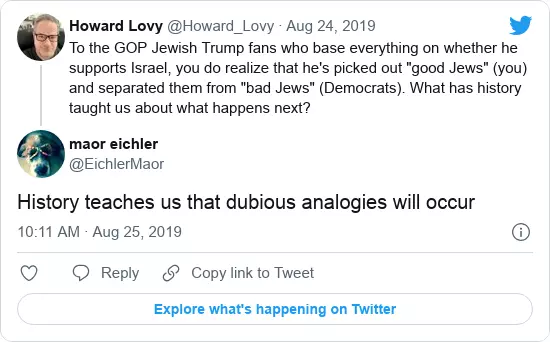 Howard Lovy @Howard_Lovy · Aug 24, 2019
To the GOP Jewish Trump fans who base everything on whether he
supports Israel, you do realize that he's picked out "good Jews" (you)
and separated them from "bad Jews" (Democrats). What has history
taught us about what happens next?
maor eichler
@EichlerMaor
History teaches us that dubious analogies will occur
10:11 AM · Aug 25, 2019
Reply Copy link to Tweet
Explore what's happening on Twitter